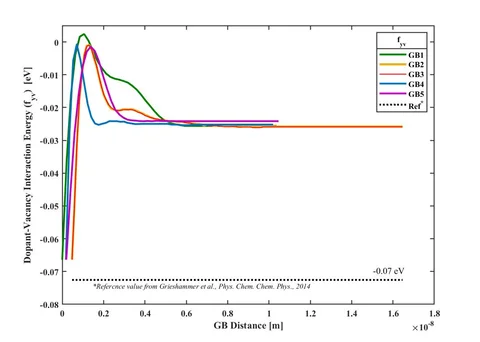 f_yv
GB1
GB2
GB3
GB4
GB5
Ref
0
-0.01
-0.02
-0.03
-0.04
-0.05
-0.06
-0.07
-0.08
Dopant-Vacancy Interaction Energy (f_yv) [eV]
-0.07 eV
*Reference value from Grieshammer et al., Phys. Chem. Chem. Phys., 2014
0 0.2 0.4 0.6 0.8 1 1.2 1.4 1.6 1.8
GB Distance [m]
×10^-8